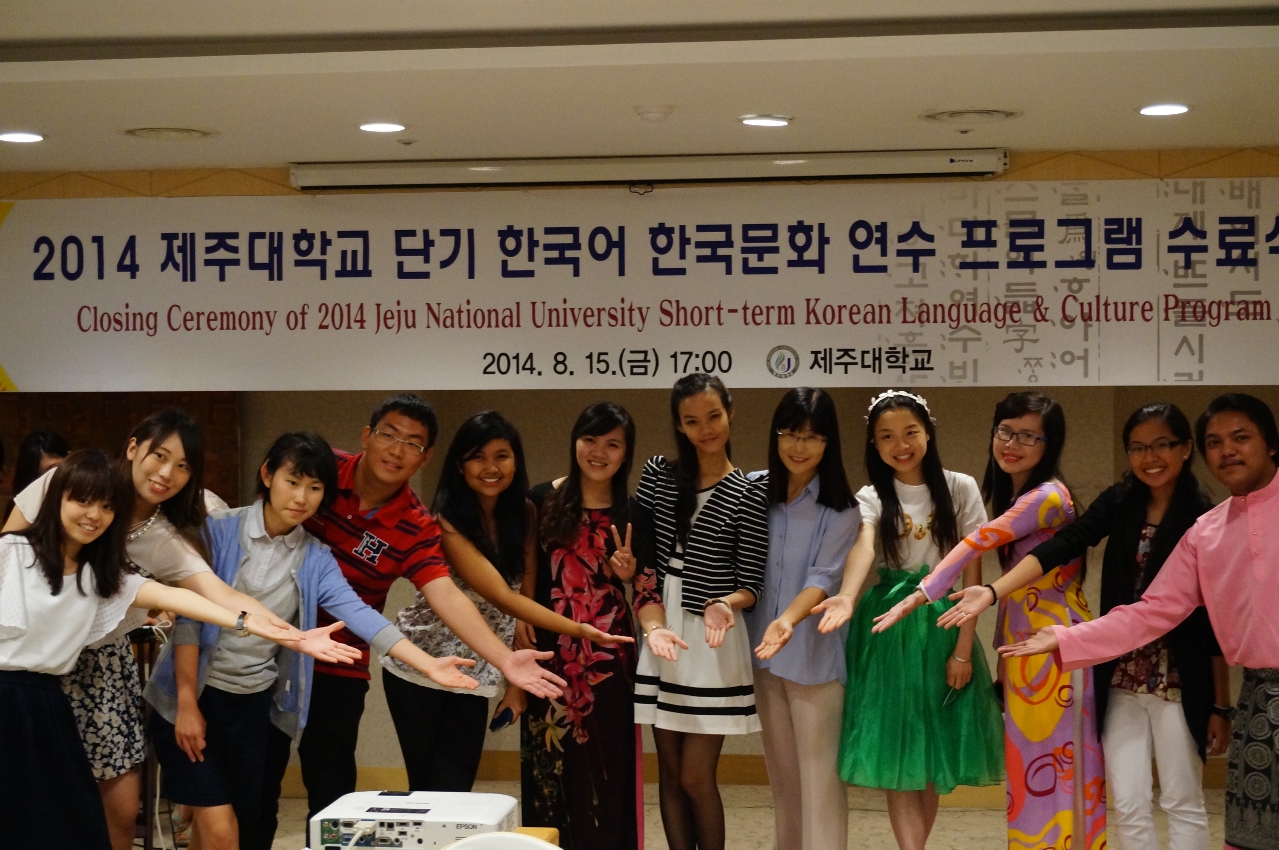 2014 제주대학교 단기 한국어 한국문화 연수 프로그램 수료
Closing Ceremony of 2014 Jeju National University Short-term Korean Language & Culture Program
2014. 8. 15.(금) 17:00 제주대학교
H
EPSON